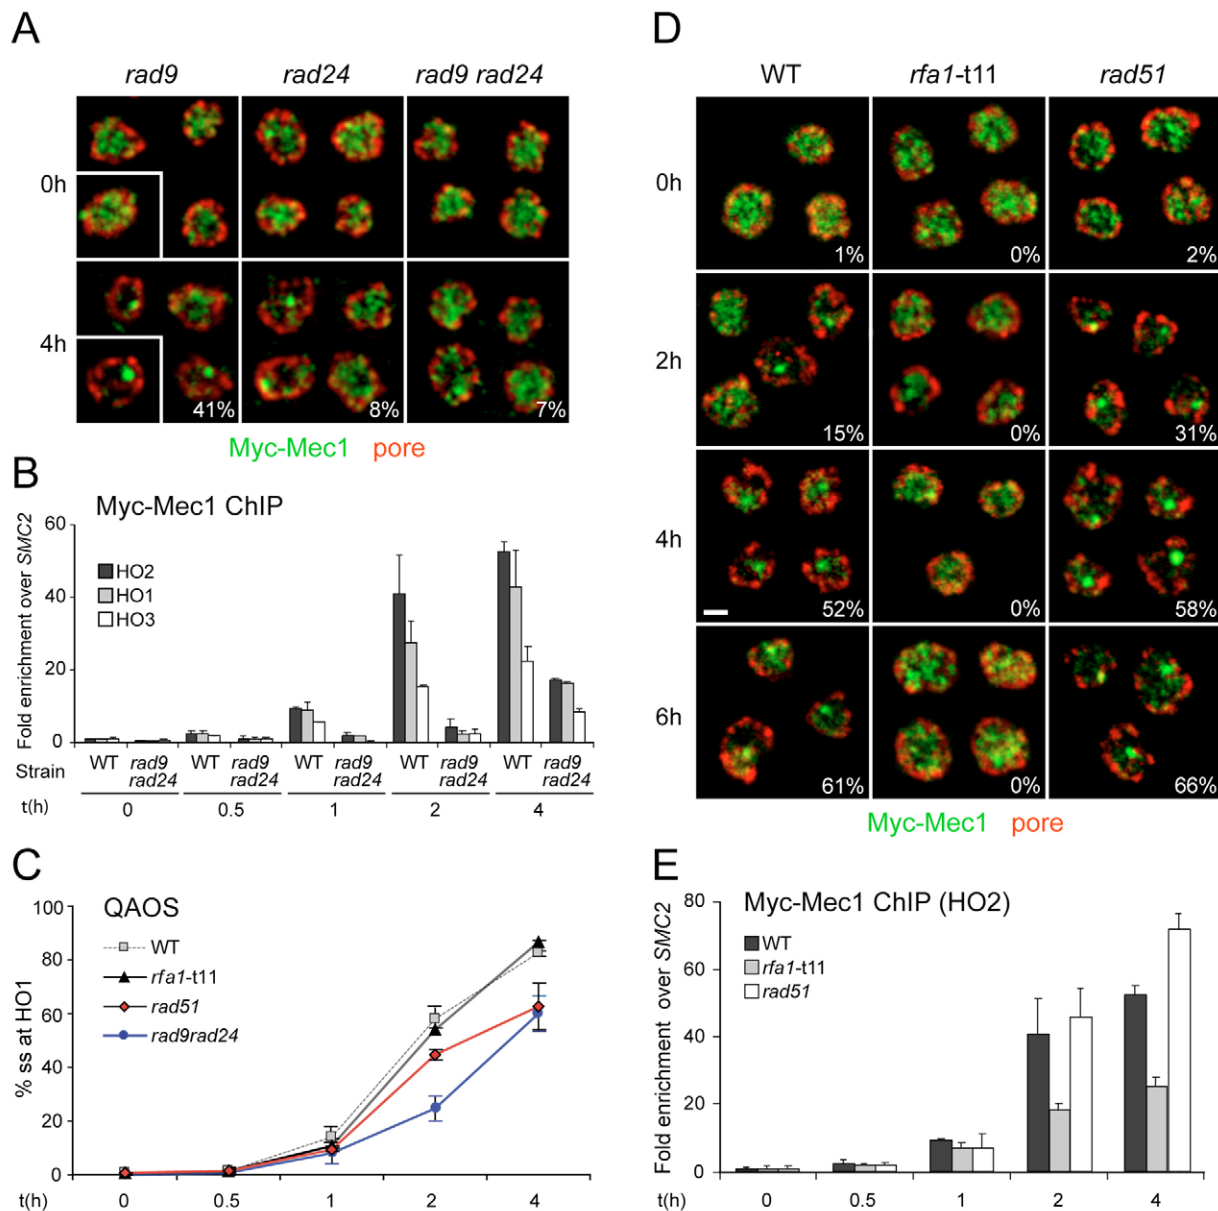 A
rad9 rad24 rad9 rad24
0h
4h
41% 8% 7%
Myc-Mec1 pore
B
Myc-Mec1 ChIP
Fold enrichment over SMC2
60
40
20
0
HO2
HO1
HO3
Strain WT rad9 rad24 WT rad9 rad24 WT rad9 rad24 WT rad9 rad24 WT rad9 rad24
t(h) 0 0.5 1 2 4
C
QAOS
% ss at HO1
100
80
60
40
20
0
WT
rfa1-t11
rad51
rad9rad24
t(h) 0 0.5 1 2 4
D
WT rfa1-t11 rad51
0h
1% 0% 2%
2h
15% 0% 31%
4h
52% 0% 58%
6h
61% 0% 66%
Myc-Mec1 pore
E
Myc-Mec1 ChIP (HO2)
Fold enrichment over SMC2
80
60
40
20
0
WT
rfa1-t11
rad51
t(h) 0 0.5 1 2 4